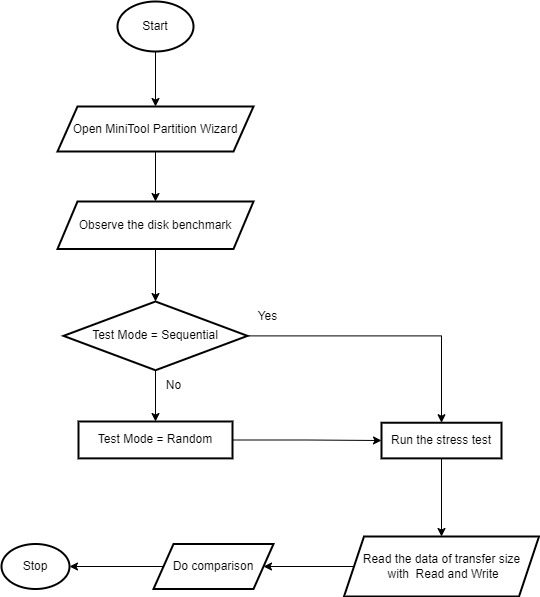 Start
Open MiniTool Partition Wizard
Observe the disk benchmark
Test Mode = Sequential
Yes
No
Test Mode = Random
Run the stress test
Read the data of transfer size
with Read and Write
Do comparison
Stop